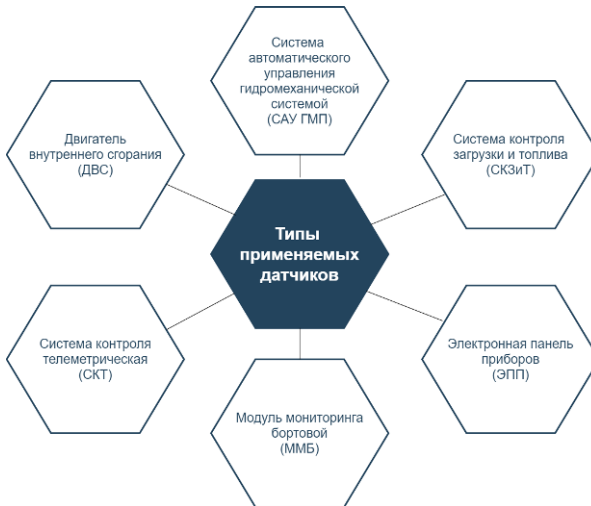 Система
автоматического
управления
гидромеханической
системой
(САУ ГМП)
Двигатель
внутреннего сгорания
(ДВС)
Система контроля
загрузки и топлива
(СКЗиТ)
Типы
применяемых
датчиков
Система контроля
телеметрическая
(СКТ)
Электронная панель
приборов
(ЭПП)
Модуль мониторинга
бортовой
(ММБ)